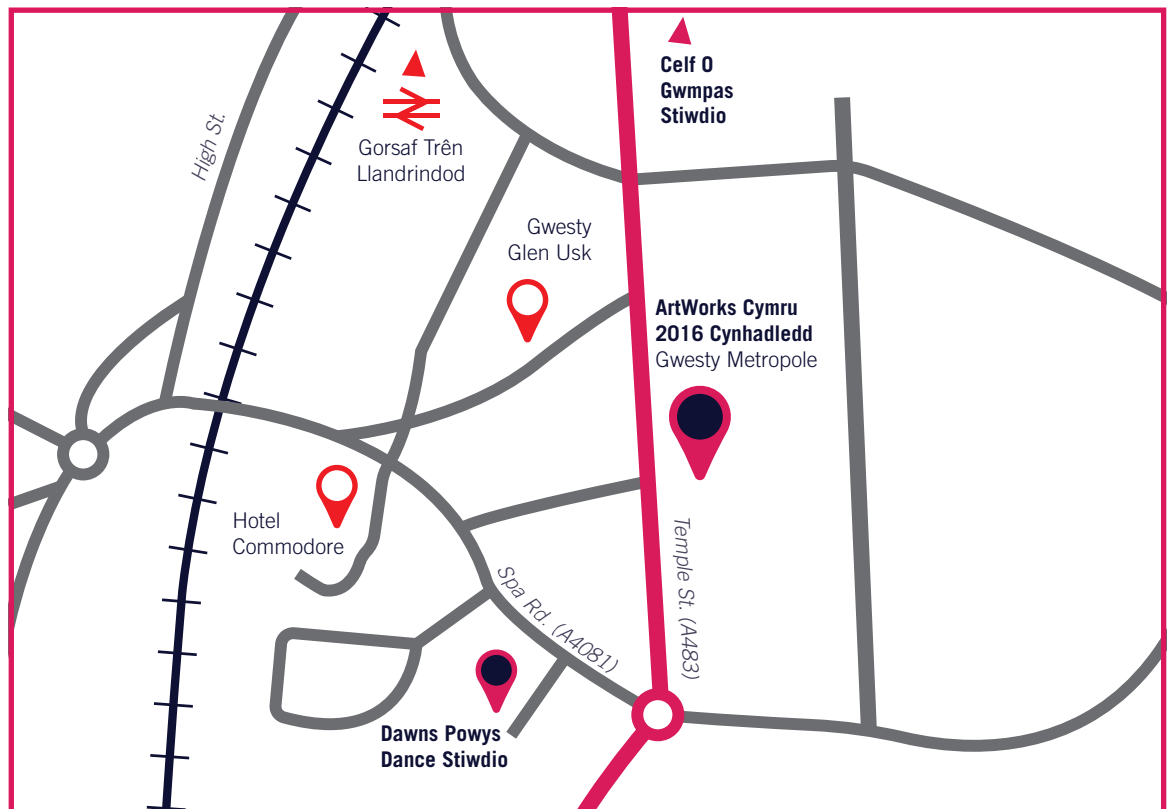 Celf O
Gwmpas
Stiwdio
High St.
Gorsaf Trên
Llandrindod
Gwesty
Glen Usk
ArtWorks Cymru
2016 Cynhadledd
Gwesty Metropole
Hotel
Commodore
Temple St. (A483)
Spa Rd. (A4081)
Dawns Powys
Dance Stiwdio